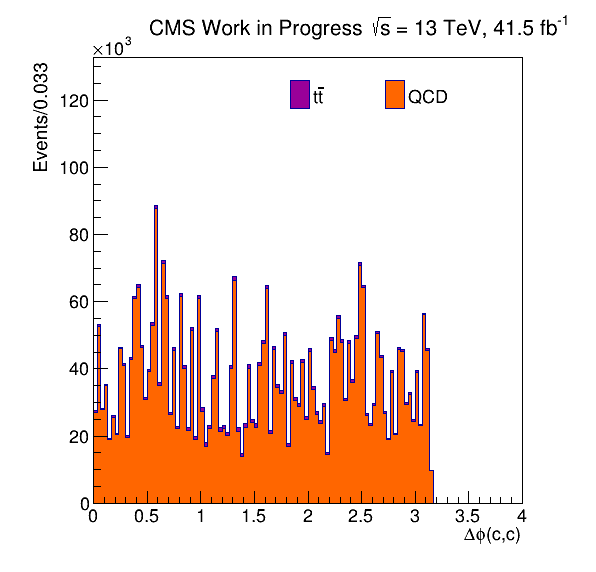 CMS Work in Progress √s = 13 TeV, 41.5 fb⁻¹
×10³
Events/0.033
tt̄
QCD
120
100
80
60
40
20
0
0 0.5 1 1.5 2 2.5 3 3.5 4
Δϕ(c,c)